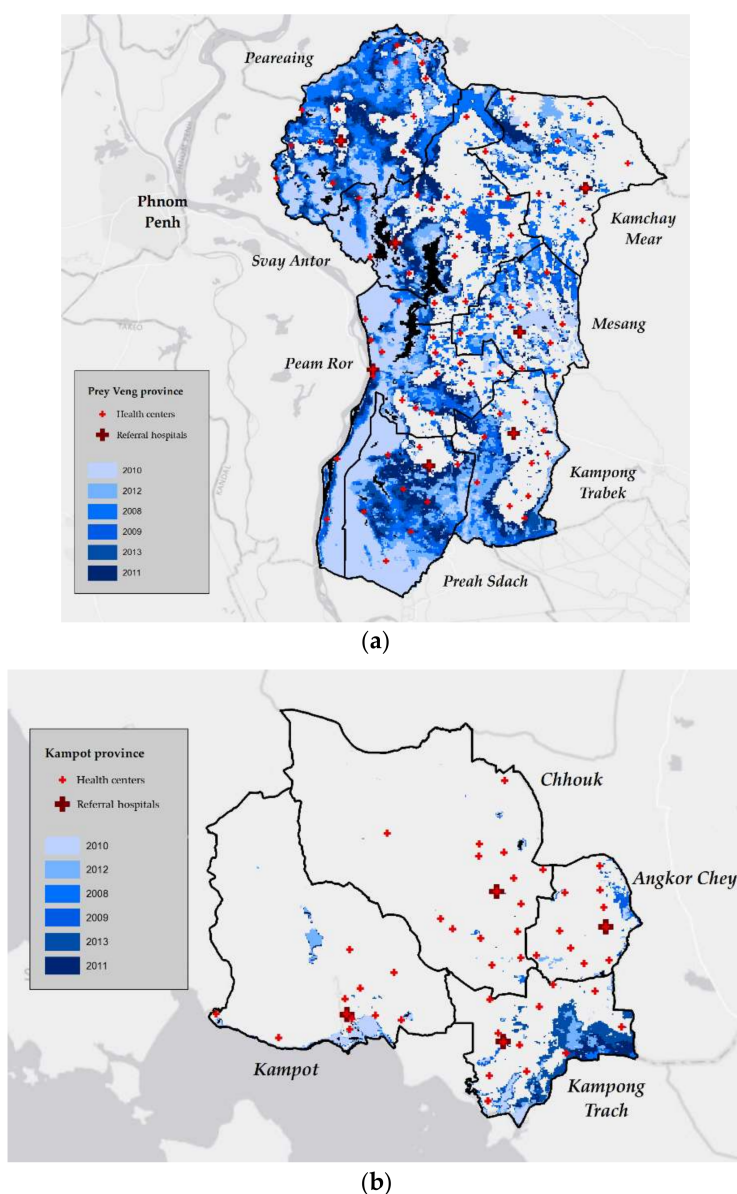 Peareaing
Phnom
Penh
Kamchay
Mear
Svay Antor
Mesang
Peam Ror
Prey Veng province
Health centers
Referral hospitals
2010
2012
2008
2009
2013
2011
KANDAL
Kampong
Trabek
Preah Sdach
(a)
Kampot province
Health centers
Referral hospitals
2010
2012
2008
2009
2013
2011
Chhouk
Angkor Chey
Kampot
Kampong
Trach
(b)